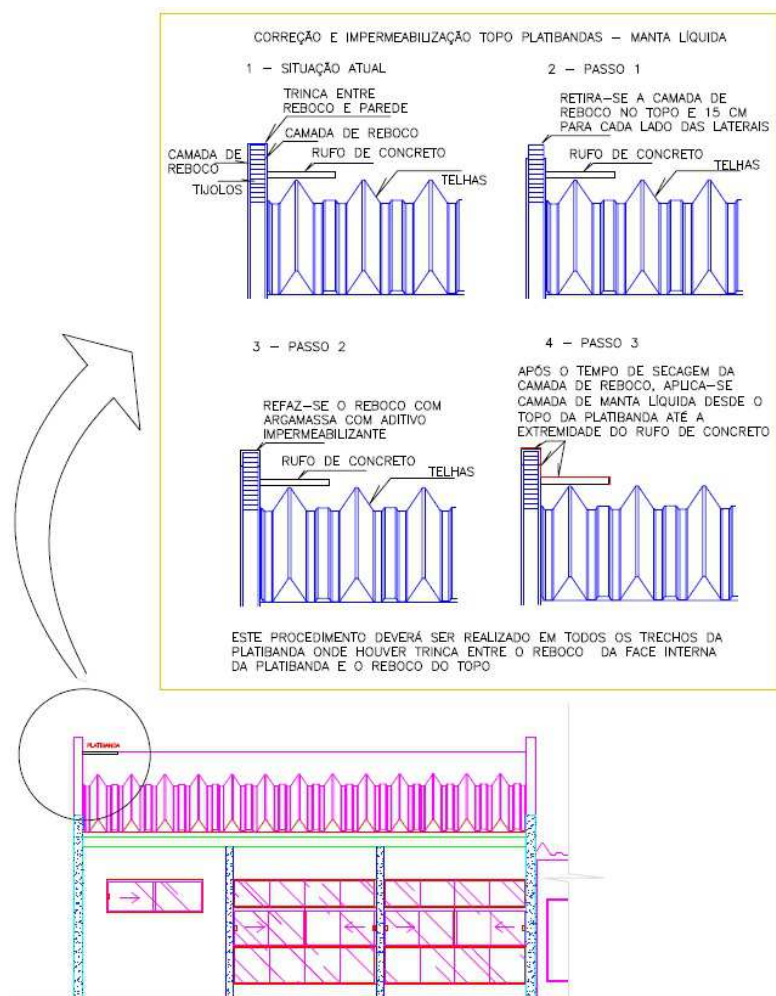 CORREÇÃO E IMPERMEABILIZAÇÃO TOPO PLATIBANDAS – MANTA LÍQUIDA
1 – SITUAÇÃO ATUAL
TRINCA ENTRE
REBOCO E PAREDE
CAMADA DE REBOCO
CAMADA DE
REBOCO
RUFO DE CONCRETO
TIJOLOS
TELHAS
2 – PASSO 1
RETIRA-SE A CAMADA DE
REBOCO NO TOPO E 15 CM
PARA CADA LADO DAS LATERAIS
RUFO DE CONCRETO
TELHAS
3 – PASSO 2
REFAZ-SE O REBOCO COM
ARGAMASSA COM ADITIVO
IMPERMEABILIZANTE
RUFO DE CONCRETO
TELHAS
4 – PASSO 3
APÓS O TEMPO DE SECAGEM DA
CAMADA DE REBOCO, APLICA-SE
CAMADA DE MANTA LÍQUIDA DESDE O
TOPO DA PLATIBANDA ATÉ A
EXTREMIDADE DO RUFO DE CONCRETO
ESTE PROCEDIMENTO DEVERÁ SER REALIZADO EM TODOS OS TRECHOS DA
PLATIBANDA ONDE HOUVER TRINCA ENTRE O REBOCO DA FACE INTERNA
DA PLATIBANDA E O REBOCO DO TOPO
PLATIBANDA